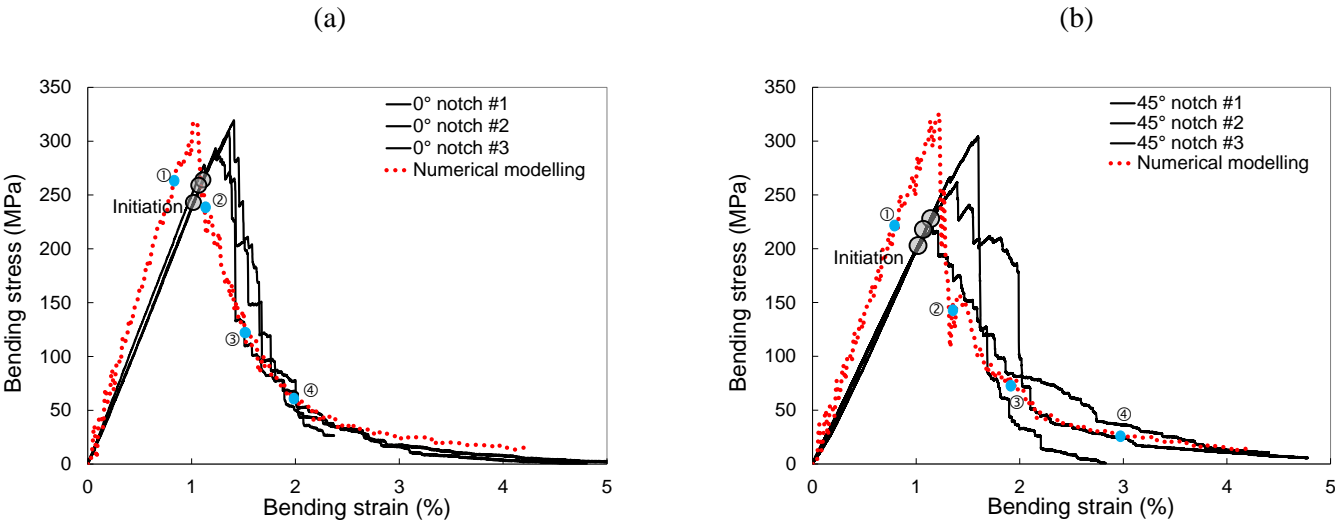 (a)
(b)
350
300
250
200
150
100
50
0
Bending stress (MPa)
0° notch #1
0° notch #2
0° notch #3
Numerical modelling
①
②
Initiation
③
④
0 1 2 3 4 5
Bending strain (%)
350
300
250
200
150
100
50
0
Bending stress (MPa)
45° notch #1
45° notch #2
45° notch #3
Numerical modelling
①
Initiation
②
③
④
0 1 2 3 4 5
Bending strain (%)